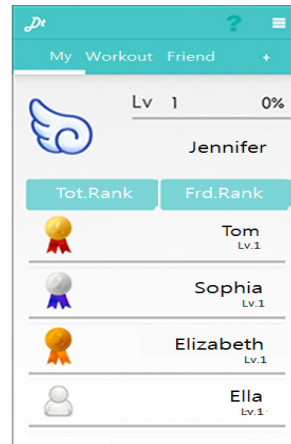 Dt ?
My Workout Friend +
Lv 1 0%
Jennifer
Tot.Rank Frd.Rank
Tom
Lv.1
Sophia
Lv.1
Elizabeth
Lv.1
Ella
Lv.1